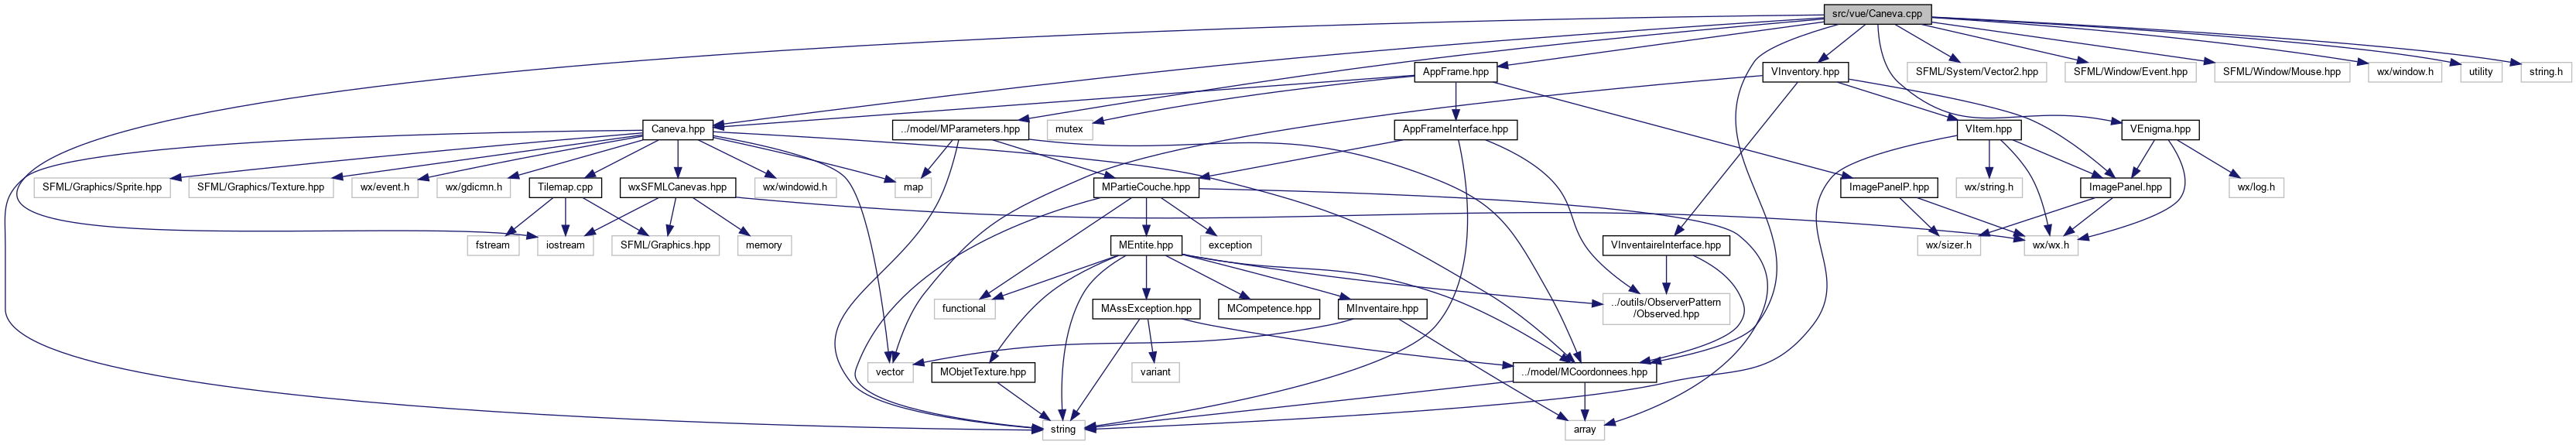 src/vue/Caneva.cpp
AppFrame.hpp
VInventory.hpp
SFML/System/Vector2.hpp
SFML/Window/Event.hpp
SFML/Window/Mouse.hpp
wx/window.h
utility
string.h
Caneva.hpp
../model/MParameters.hpp
mutex
AppFrameInterface.hpp
VItem.hpp
VEnigma.hpp
SFML/Graphics/Sprite.hpp
SFML/Graphics/Texture.hpp
wx/event.h
wx/gdicmn.h
Tilemap.cpp
wxSFMLCanevas.hpp
wx/windowid.h
map
MPartieCouche.hpp
ImagePanelP.hpp
wx/string.h
ImagePanel.hpp
wx/log.h
fstream
iostream
SFML/Graphics.hpp
memory
MEntite.hpp
exception
VInventaireInterface.hpp
wx/sizer.h
wx/wx.h
functional
MAssException.hpp
MCompetence.hpp
MInventaire.hpp
../outils/ObserverPattern
/Observed.hpp
vector
MObjetTexture.hpp
variant
../model/MCoordonnees.hpp
string
array